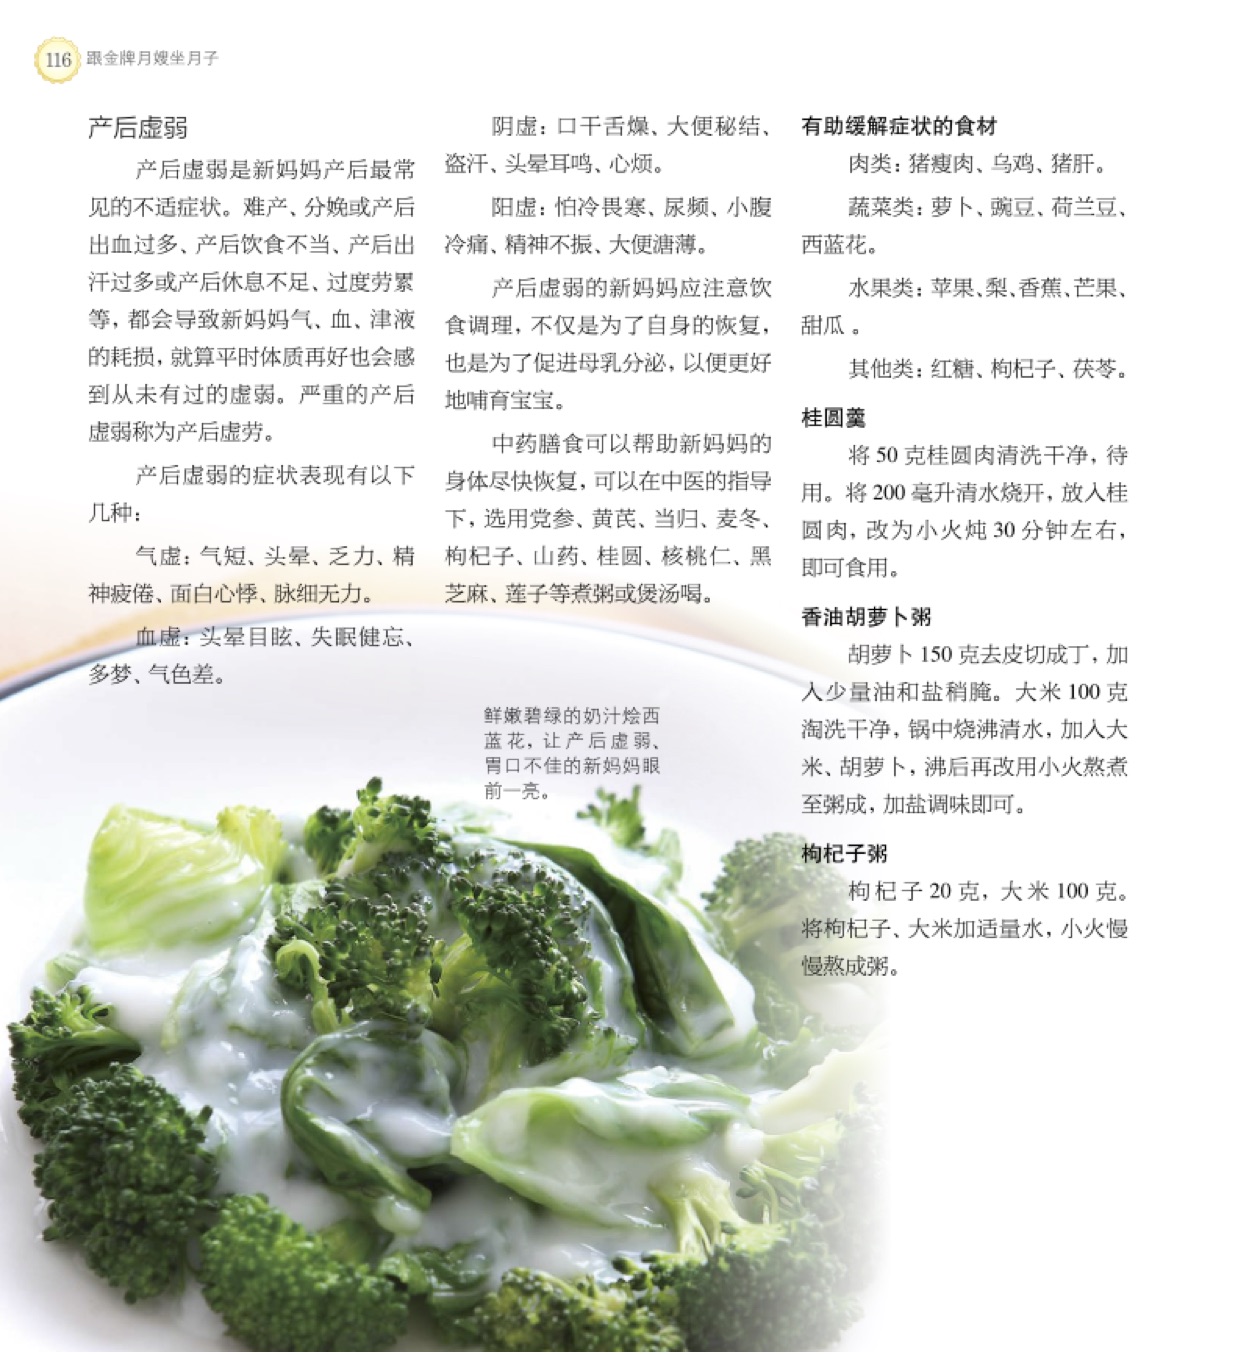 116 跟金牌月嫂坐月子
产后虚弱
产后虚弱是新妈妈产后最常
见的不适症状。难产、分娩或产后
出血过多、产后饮食不当、产后出
汗过多或产后休息不足、过度劳累
等，都会导致新妈妈气、血、津液
的耗损，就算平时体质再好也会感
到从未有过的虚弱。严重的产后
虚弱称为产后虚劳。
产后虚弱的症状表现有以下
几种：
气虚：气短、头晕、乏力、精
神疲倦、面白心悸、脉细无力。
血虚：头晕目眩、失眠健忘、
多梦、气色差。
阴虚：口干舌燥、大便秘结、
盗汗、头晕耳鸣、心烦。
阳虚：怕冷畏寒、尿频、小腹
冷痛、精神不振、大便溏薄。
产后虚弱的新妈妈应注意饮
食调理，不仅是为了自身的恢复，
也是为了促进母乳分泌，以便更好
地哺育宝宝。
中药膳食可以帮助新妈妈的
身体尽快恢复，可以在中医的指导
下，选用党参、黄芪、当归、麦冬、
枸杞子、山药、桂圆、核桃仁、黑
芝麻、莲子等煮粥或煲汤喝。
鲜嫩碧绿的奶汁烩西
蓝花，让产后虚弱、
胃口不佳的新妈妈眼
前一亮。
有助缓解症状的食材
肉类：猪瘦肉、乌鸡、猪肝。
蔬菜类：萝卜、豌豆、荷兰豆、
西蓝花。
水果类：苹果、梨、香蕉、芒果、
甜瓜 。
其他类：红糖、枸杞子、茯苓。
桂圆羹
将 50 克桂圆肉清洗干净，待
用。将 200 毫升清水烧开，放入桂
圆肉，改为小火炖 30 分钟左右，
即可食用。
香油胡萝卜粥
胡萝卜 150 克去皮切成丁，加
入少量油和盐稍腌。大米 100 克
淘洗干净，锅中烧沸清水，加入大
米、胡萝卜，沸后再改用小火熬煮
至粥成，加盐调味即可。
枸杞子粥
枸杞子 20 克，大米 100 克。
将枸杞子、大米加适量水，小火慢
慢熬成粥。